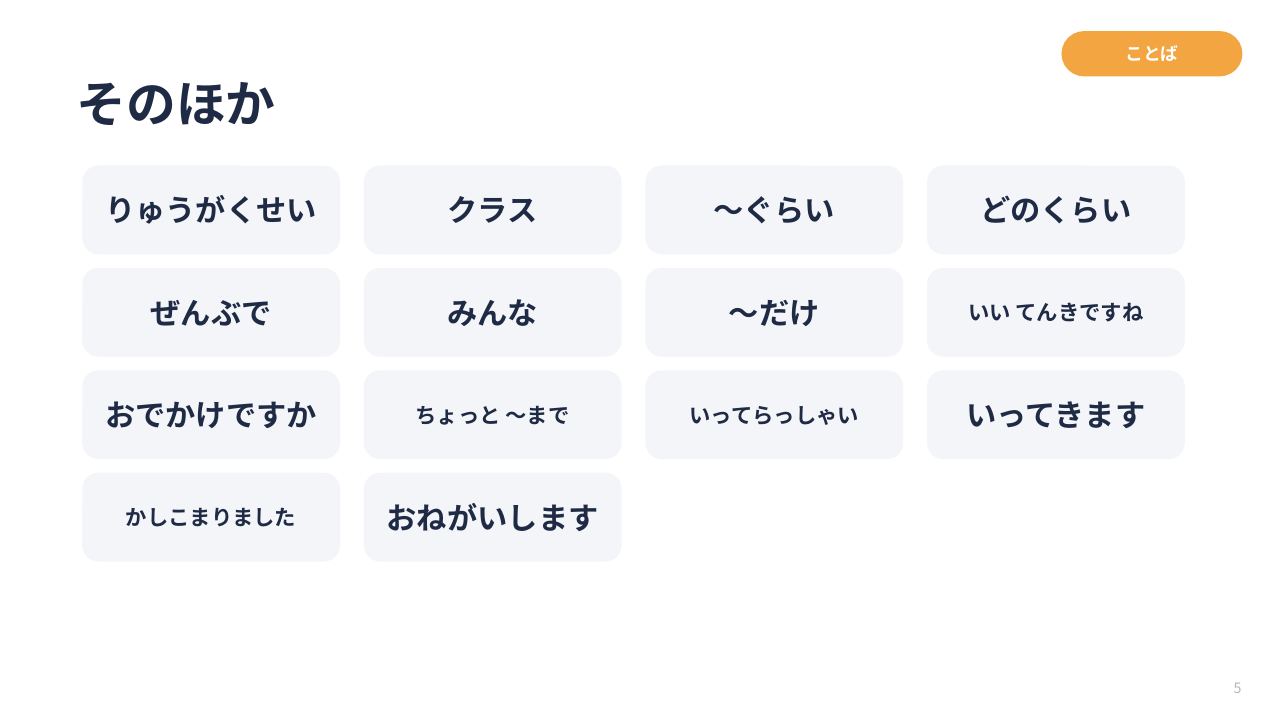 ことば
そのほか
りゅうがくせい
クラス
～ぐらい
どのくらい
ぜんぶで
みんな
～だけ
いい てんきですね
おでかけですか
ちょっと ～まで
いってらっしゃい
いってきます
かしこまりました
おねがいします
5